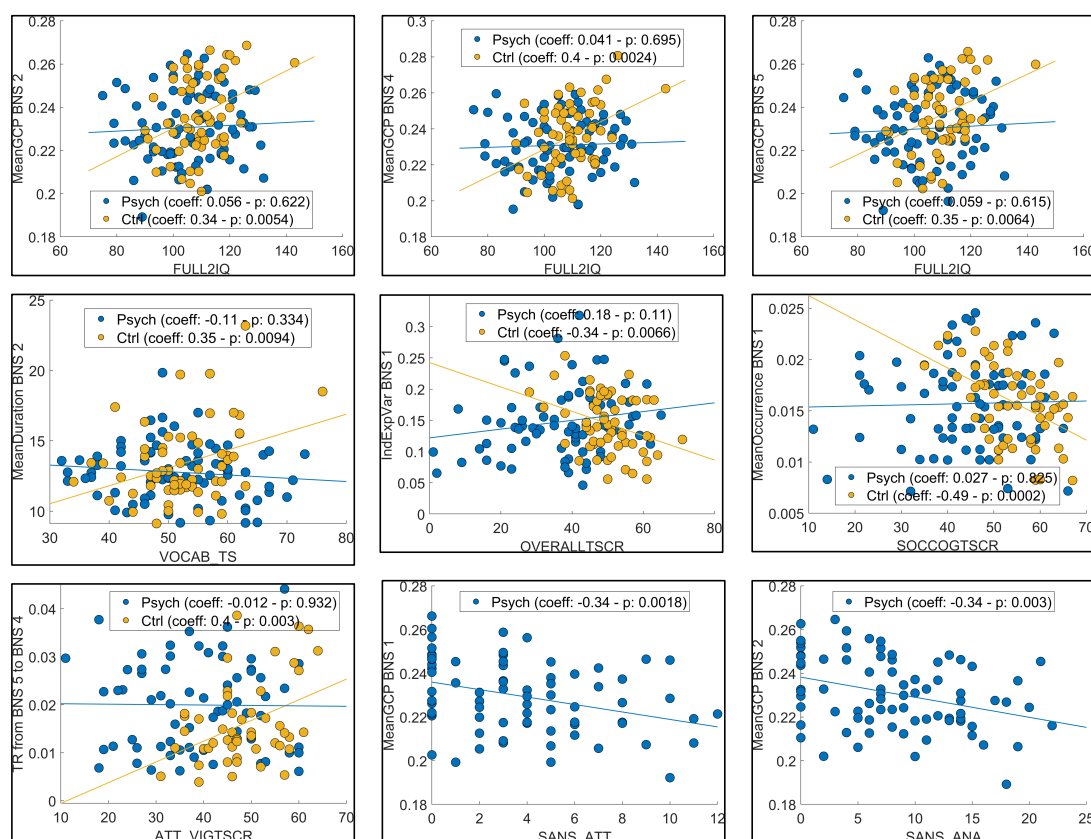 0.28
0.26
0.24
0.22
0.2
0.18
MeanGCP BNS 2
Psych (coeff: 0.056 - p: 0.622)
Ctrl (coeff: 0.34 - p: 0.0054)
60 80 100 120 140 160
FULL2IQ
0.3
0.28
0.26
0.24
0.22
0.2
0.18
MeanGCP BNS 4
Psych (coeff: 0.041 - p: 0.695)
Ctrl (coeff: 0.4 - p: 0.0024)
60 80 100 120 140 160
FULL2IQ
0.28
0.26
0.24
0.22
0.2
0.18
MeanGCP BNS 5
Psych (coeff: 0.059 - p: 0.615)
Ctrl (coeff: 0.35 - p: 0.0064)
60 80 100 120 140 160
FULL2IQ
25
20
15
10
MeanDuration BNS 2
Psych (coeff: -0.11 - p: 0.334)
Ctrl (coeff: 0.35 - p: 0.0094)
30 40 50 60 70 80
VOCAB_TS
0.3
0.25
0.2
0.15
0.1
0.05
0
IndExpVar BNS 1
Psych (coeff: 0.18 - p: 0.11)
Ctrl (coeff: -0.34 - p: 0.0066)
0 20 40 60 80
OVERALLTSCR
0.025
0.02
0.015
0.01
0.005
MeanOccurrence BNS 1
Psych (coeff: 0.027 - p: 0.825)
Ctrl (coeff: -0.49 - p: 0.0002)
10 20 30 40 50 60 70
SOCCOGTSCR
0.04
0.03
0.02
0.01
0
TR from BNS 5 to BNS 4
Psych (coeff: -0.012 - p: 0.932)
Ctrl (coeff: 0.4 - p: 0.003)
10 20 30 40 50 60 70
ATT_VIGTSCR
0.28
0.26
0.24
0.22
0.2
0.18
MeanGCP BNS 1
Psych (coeff: -0.34 - p: 0.0018)
0 2 4 6 8 10 12
SANS_ATT
0.28
0.26
0.24
0.22
0.2
0.18
MeanGCP BNS 2
Psych (coeff: -0.34 - p: 0.003)
0 5 10 15 20 25
SANS_ANA